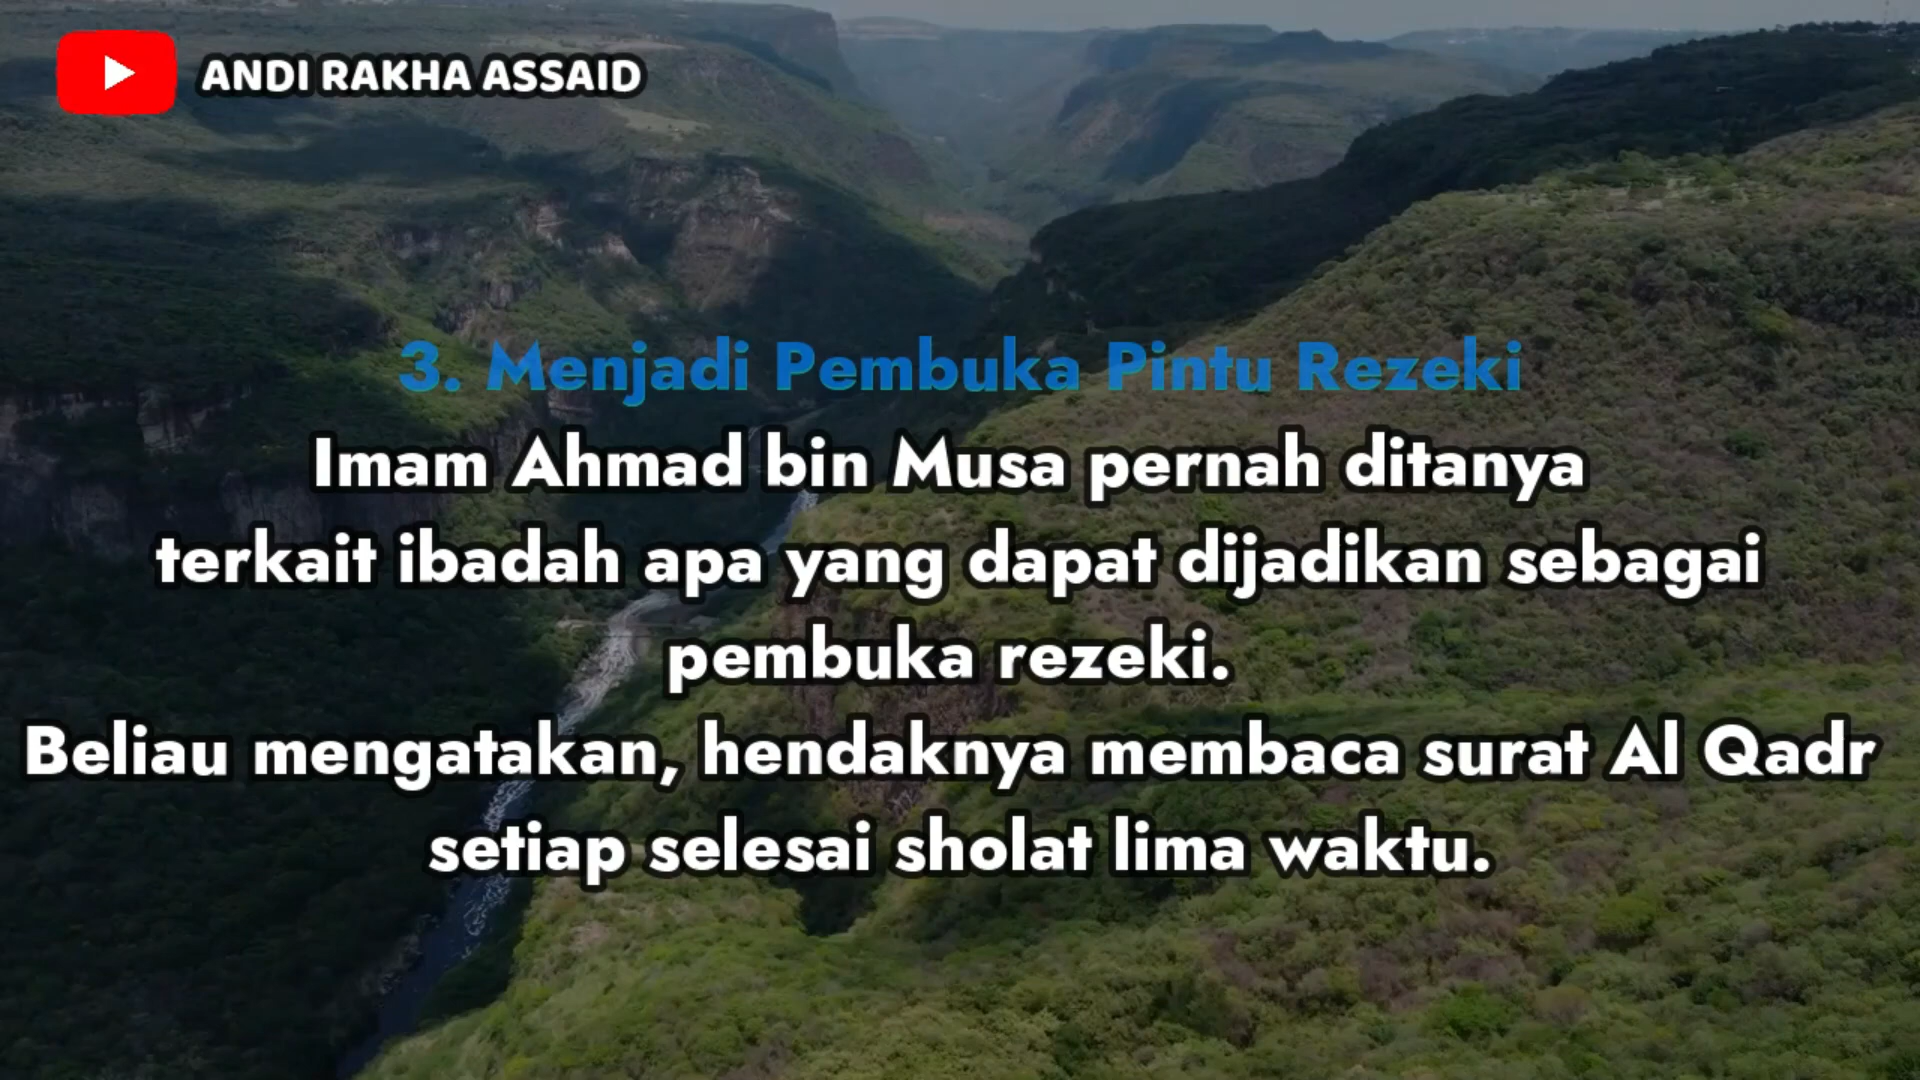 ANDI RAKHA ASSAID
3. Menjadi Pembuka Pintu Rezeki
Imam Ahmad bin Musa pernah ditanya
terkait ibadah apa yang dapat dijadikan sebagai
pembuka rezeki.
Beliau mengatakan, hendaknya membaca surat Al Qadr
setiap selesai sholat lima waktu.